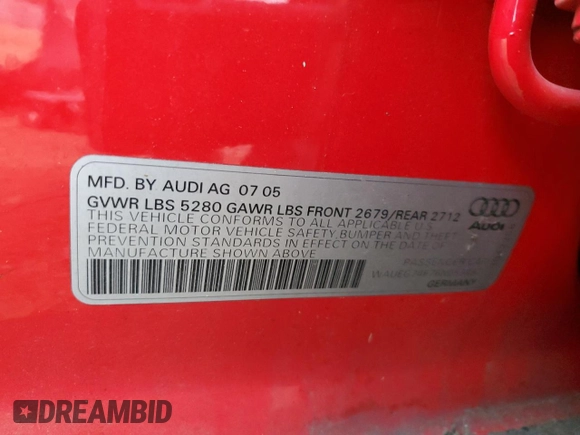 MFD. BY AUDI AG 07 05
GVWR LBS 5280 GAWR LBS FRONT 2679/REAR 2712
THIS VEHICLE CONFORMS TO ALL APPLICABLE U.S.
FEDERAL MOTOR VEHICLE SAFETY, BUMPER AND THEFT
PREVENTION STANDARDS IN EFFECT ON THE DATE OF
MANUFACTURE SHOWN ABOVE
Audi
PASSENGER
GERMANY
DREAMBID